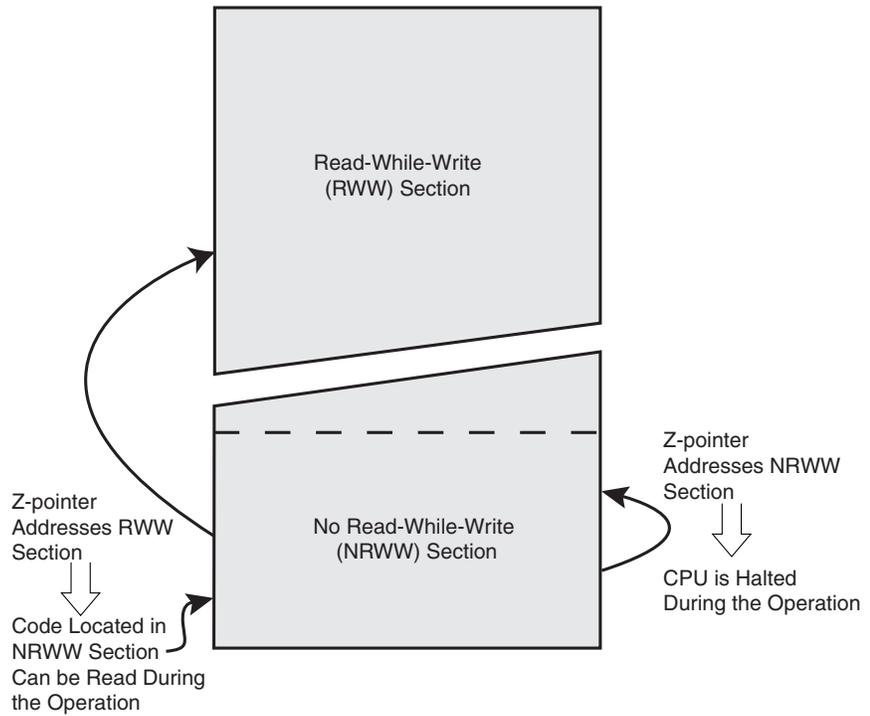 Read-While-Write
(RWW) Section
Z-pointer
Addresses NRWW
Section
CPU is Halted
During the Operation
No Read-While-Write
(NRWW) Section
Z-pointer
Addresses RWW
Section
Code Located in
NRWW Section
Can be Read During
the Operation